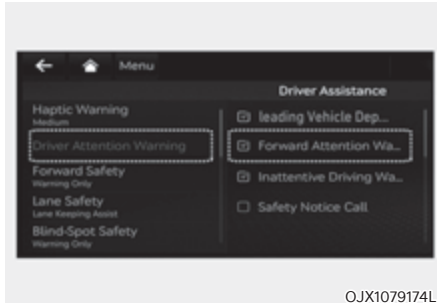 Menu
Driver Assistance
Haptic Warning
Medium
Driver Attention Warning
Forward Safety
Warning Only
Lane Safety
Lane Keeping Assist
Blind-Spot Safety
Warning Only
leading Vehicle Dep...
Forward Attention Wa...
Inattentive Driving Wa...
Safety Notice Call
OJX1079174L